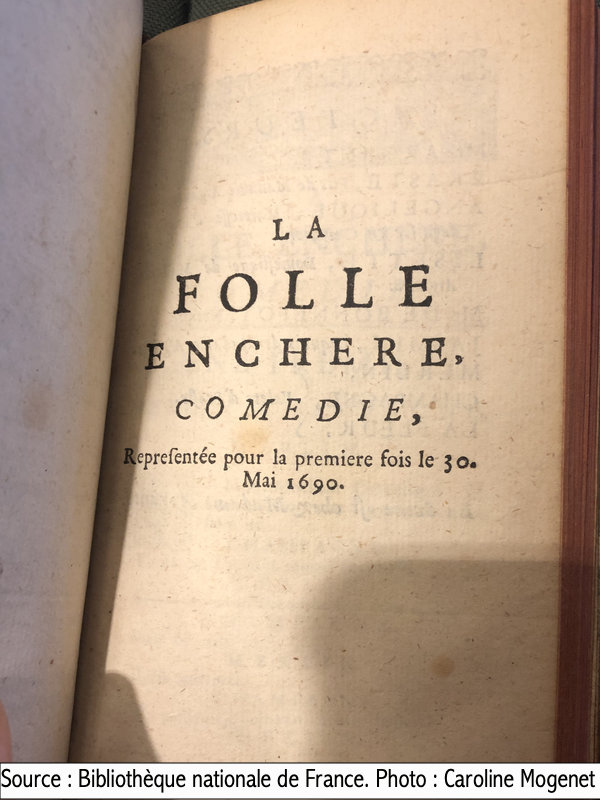 LA
FOLLE
ENCHERE,
COMEDIE,
Repreſentée pour la premiere fois le 30.
Mai 1690.
Source : Bibliothèque nationale de France. Photo : Caroline Mogenet